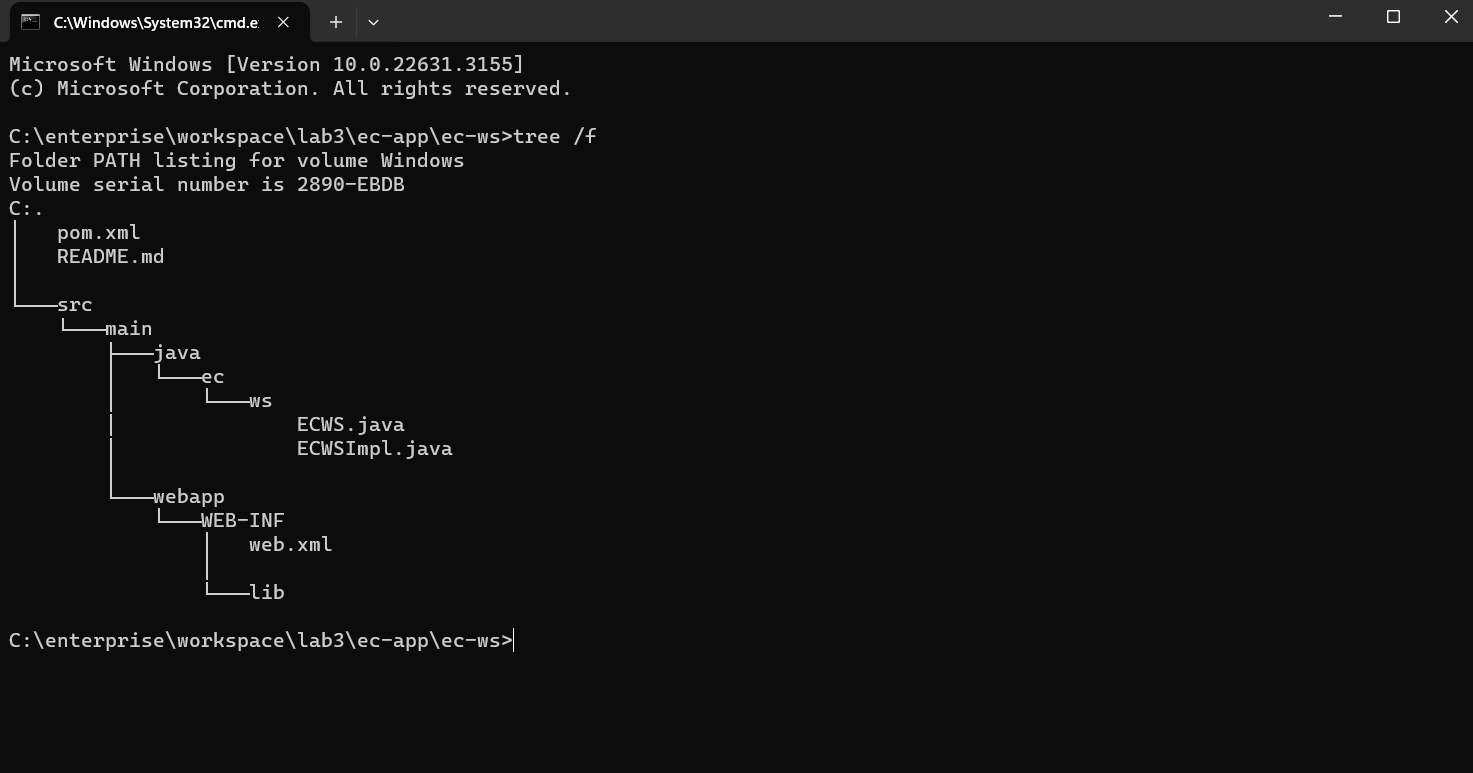 C:\Windows\System32\cmd.e
Microsoft Windows [Version 10.0.22631.3155]
(c) Microsoft Corporation. All rights reserved.
C:\enterprise\workspace\lab3\ec-app\ec-ws>tree /f
Folder PATH listing for volume Windows
Volume serial number is 2890-EBDB
C:.
pom.xml
README.md
src
main
java
ec
ws
ECWS.java
ECWSImpl.java
webapp
WEB-INF
web.xml
lib
C:\enterprise\workspace\lab3\ec-app\ec-ws>